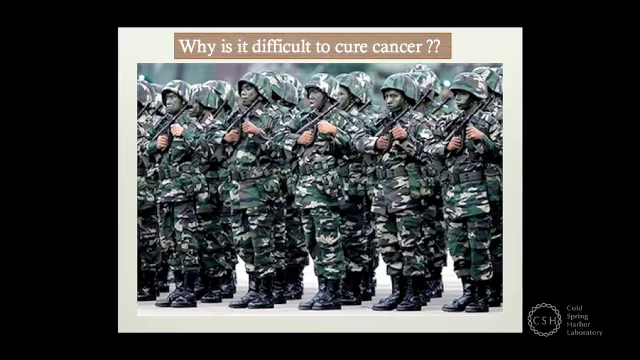 Why is it difficult to cure cancer ??
CSH
Cold
Spring
Harbor
Laboratory